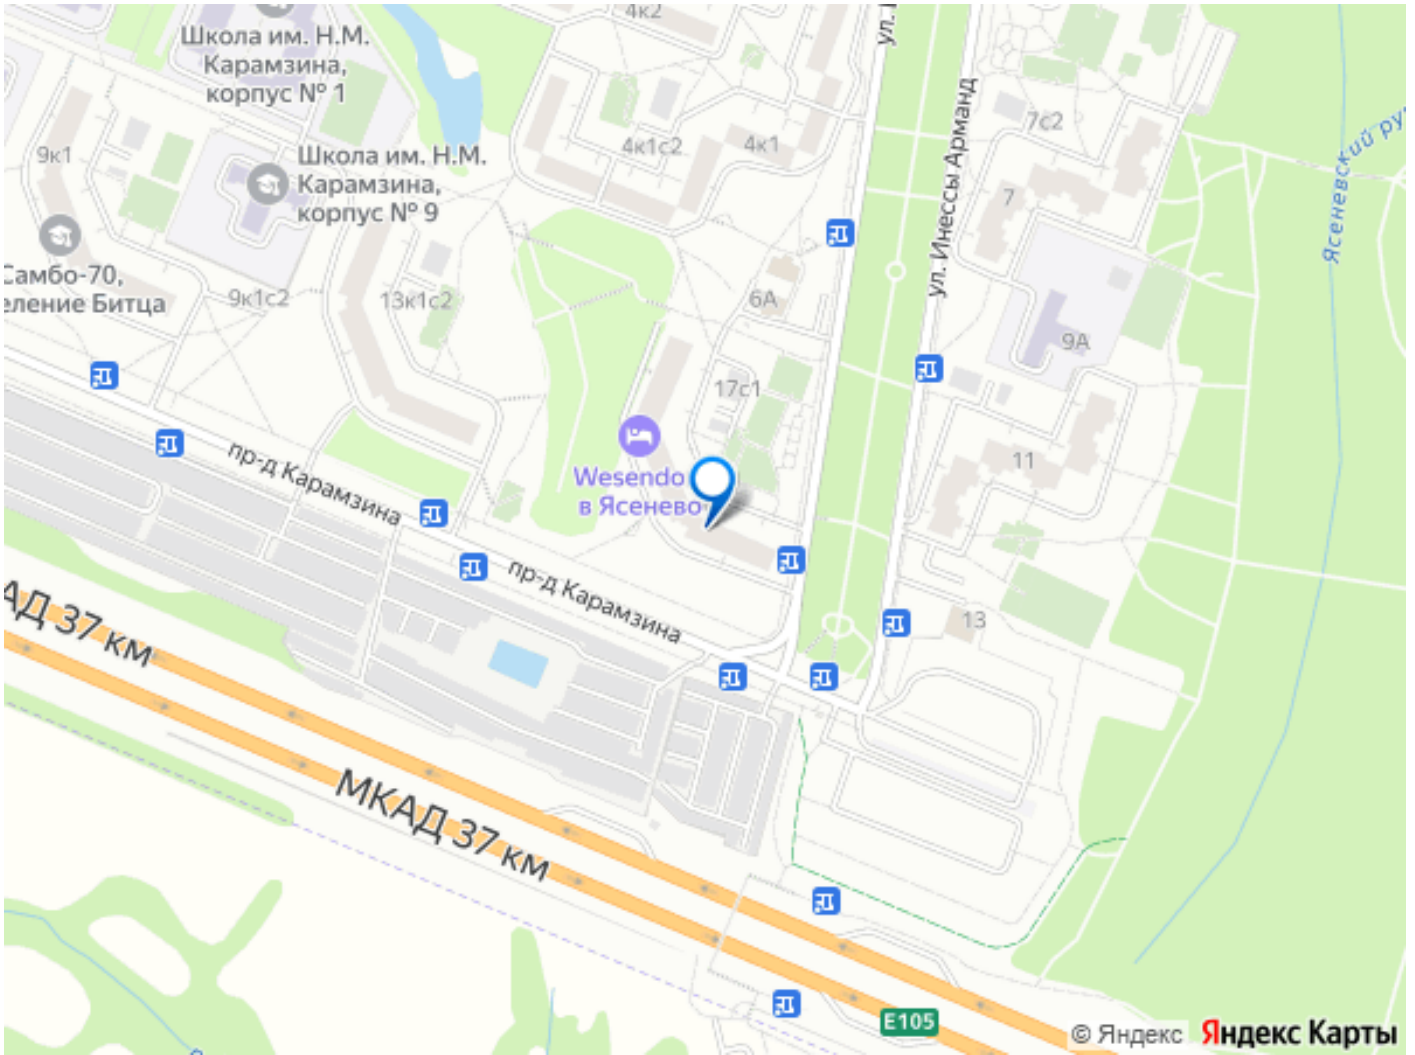 4к2
ул.
Школа им. Н.М.
Карамзина,
корпус № 1
ул. Инессы Арманд
7с2
Ясеневский
9к1
Школа им. Н.М.
Карамзина,
корпус № 9
4к1с2
4к1
7
Самбо-70,
еление Битца
9к1с2
13к1с2
6А
9А
17с1
пр-д Карамзина
Wesendo
в Ясенево
11
пр-д Карамзина
13
АД 37 км
МКАД 37 км
E105
© Яндекс Яндекс Карты